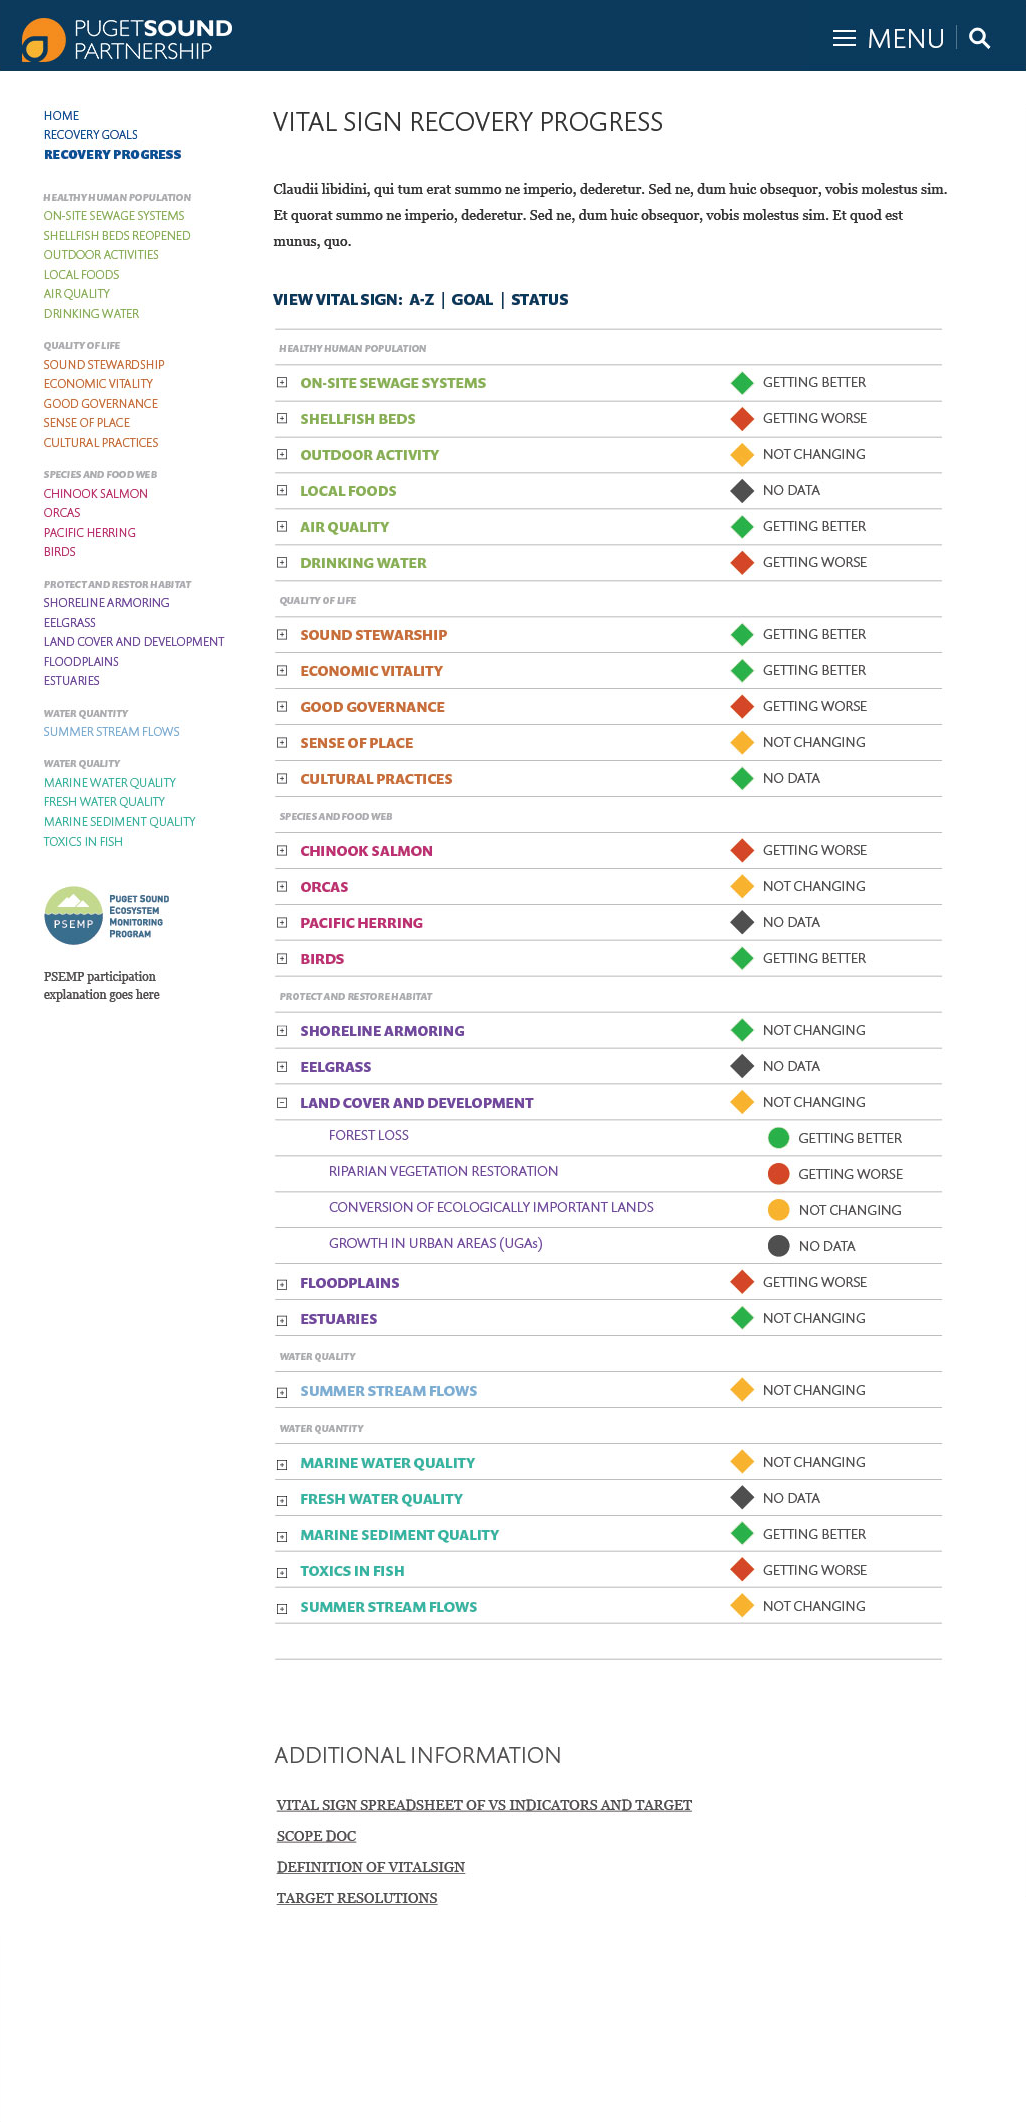 PUGETSOUND
PARTNERSHIP
MENU
HOME
RECOVERY GOALS
RECOVERY PROGRESS
HEALTHY HUMAN POPULATION
ON-SITE SEWAGE SYSTEMS
SHELLFISH BEDS REOPENED
OUTDOOR ACTIVITIES
LOCAL FOODS
AIR QUALITY
DRINKING WATER
QUALITY OF LIFE
SOUND STEWARDSHIP
ECONOMIC VITALITY
GOOD GOVERNANCE
SENSE OF PLACE
CULTURAL PRACTICES
SPECIES AND FOOD WEB
CHINOOK SALMON
ORCAS
PACIFIC HERRING
BIRDS
PROTECT AND RESTOR HABITAT
SHORELINE ARMORING
EELGRASS
LAND COVER AND DEVELOPMENT
FLOODPLAINS
ESTUARIES
WATER QUANTITY
SUMMER STREAM FLOWS
WATER QUALITY
MARINE WATER QUALITY
FRESH WATER QUALITY
MARINE SEDIMENT QUALITY
TOXICS IN FISH
PSEMP
PUGET SOUND
ECOSYSTEM
MONITORING
PROGRAM
PSEMP participation
explanation goes here
VITAL SIGN RECOVERY PROGRESS
Claudii libidini, qui tum erat summo ne imperio, dederetur. Sed ne, dum huic obsequor, vobis molestus sim.
Et quorat summo ne imperio, dederetur. Sed ne, dum huic obsequor, vobis molestus sim. Et quod est
munus, quo.
VIEW VITAL SIGN: A-Z | GOAL | STATUS
HEALTHY HUMAN POPULATION
ON-SITE SEWAGE SYSTEMS GETTING BETTER
SHELLFISH BEDS GETTING WORSE
OUTDOOR ACTIVITY NOT CHANGING
LOCAL FOODS NO DATA
AIR QUALITY GETTING BETTER
DRINKING WATER GETTING WORSE
QUALITY OF LIFE
SOUND STEWARSHIP GETTING BETTER
ECONOMIC VITALITY GETTING BETTER
GOOD GOVERNANCE GETTING WORSE
SENSE OF PLACE NOT CHANGING
CULTURAL PRACTICES NO DATA
SPECIES AND FOOD WEB
CHINOOK SALMON GETTING WORSE
ORCAS NOT CHANGING
PACIFIC HERRING NO DATA
BIRDS GETTING BETTER
PROTECT AND RESTORE HABITAT
SHORELINE ARMORING NOT CHANGING
EELGRASS NO DATA
LAND COVER AND DEVELOPMENT NOT CHANGING
FOREST LOSS GETTING BETTER
RIPARIAN VEGETATION RESTORATION GETTING WORSE
CONVERSION OF ECOLOGICALLY IMPORTANT LANDS NOT CHANGING
GROWTH IN URBAN AREAS (UGAs) NO DATA
FLOODPLAINS GETTING WORSE
ESTUARIES NOT CHANGING
WATER QUALITY
SUMMER STREAM FLOWS NOT CHANGING
WATER QUANTITY
MARINE WATER QUALITY NOT CHANGING
FRESH WATER QUALITY NO DATA
MARINE SEDIMENT QUALITY GETTING BETTER
TOXICS IN FISH GETTING WORSE
SUMMER STREAM FLOWS NOT CHANGING
ADDITIONAL INFORMATION
VITAL SIGN SPREADSHEET OF VS INDICATORS AND TARGET
SCOPE DOC
DEFINITION OF VITALSIGN
TARGET RESOLUTIONS